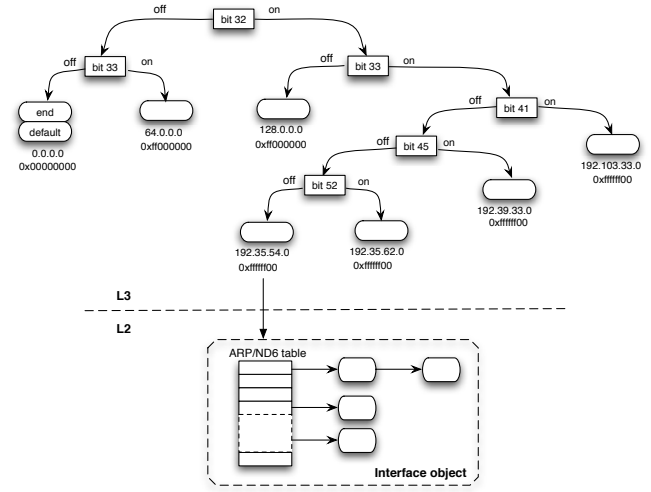 off
bit 32
on
off
bit 33
on
off
bit 33
on
end
default
0.0.0.0
0x00000000
64.0.0.0
0xff000000
128.0.0.0
0xff000000
off
bit 41
on
off
bit 45
on
192.103.33.0
0xffffff00
off
bit 52
on
192.39.33.0
0xffffff00
192.35.54.0
0xffffff00
192.35.62.0
0xffffff00
L3
L2
ARP/ND6 table
Interface object